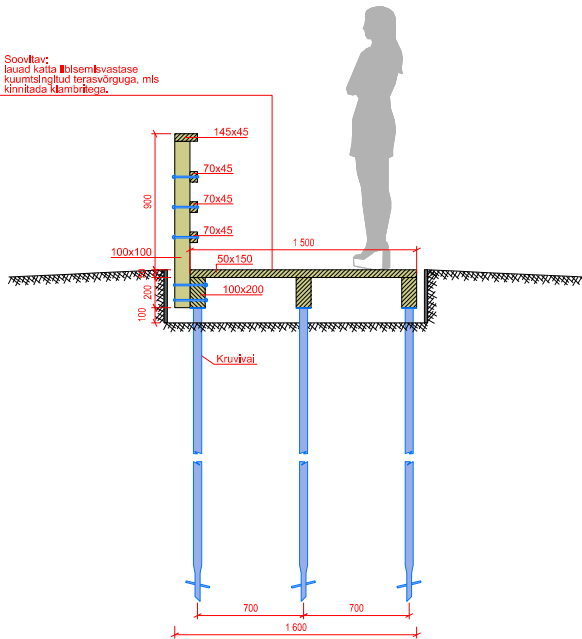 Soovitav:
lauad katta libisemisvastase
kuumtsingitud terasvõrguga, mis
kinnitada klambritega.
145x45
70x45
70x45
70x45
900
1 500
100x100
50x150
200
100x200
100
Kruvivai
700
700
1 600